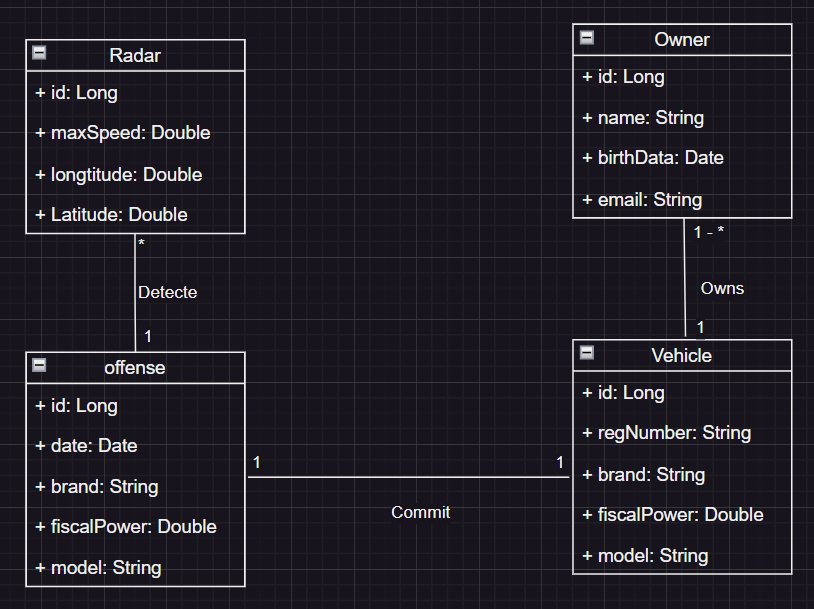 Radar
+ id: Long
+ maxSpeed: Double
+ longtitude: Double
+ Latitude: Double
*
Detecte
1
offense
+ id: Long
+ date: Date
+ brand: String
+ fiscalPower: Double
+ model: String
1
1
Commit
Owner
+ id: Long
+ name: String
+ birthData: Date
+ email: String
1 - *
Owns
1
Vehicle
+ id: Long
+ regNumber: String
+ brand: String
+ fiscalPower: Double
+ model: String